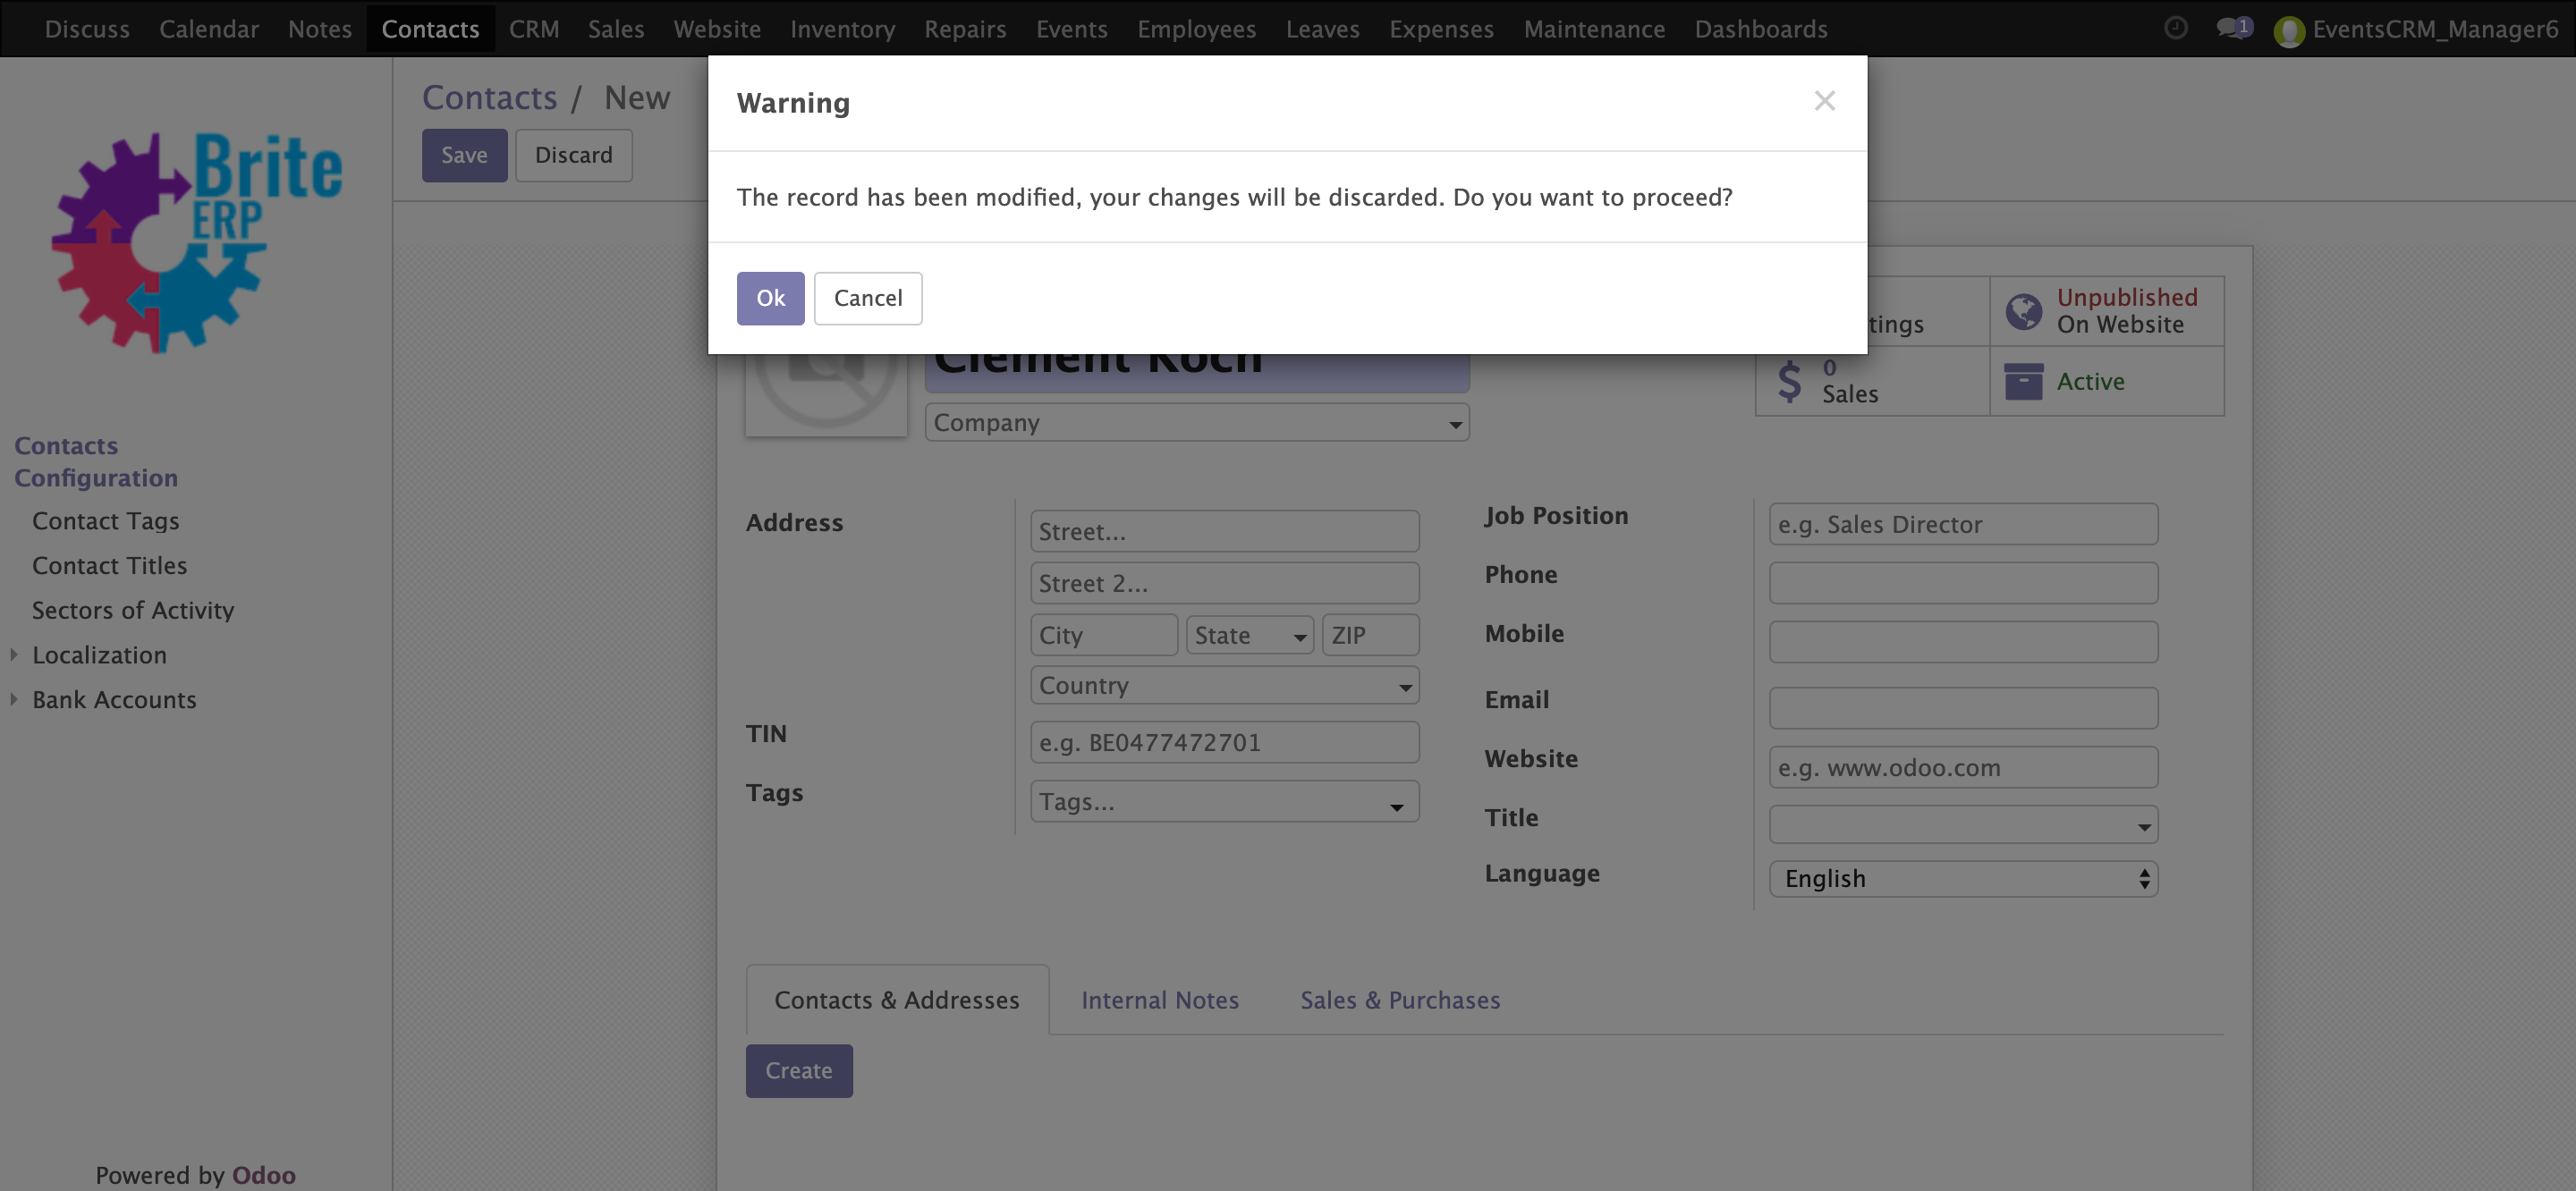 Discuss Calendar Notes Contacts CRM Sales Website Inventory Repairs Events Employees Leaves Expenses Maintenance Dashboards 1 EventsCRM_Manager6
Contacts / New
Save Discard
Brite
ERP
Contacts
Configuration
Contact Tags
Contact Titles
Sectors of Activity
Localization
Bank Accounts
Powered by Odoo
Warning ×
The record has been modified, your changes will be discarded. Do you want to proceed?
Ok Cancel
Clement Koch
Company
tings
Unpublished
On Website
0
Sales
Active
Address
Street...
Street 2...
City State ZIP
Country
TIN e.g. BE0477472701
Tags Tags...
Job Position e.g. Sales Director
Phone
Mobile
Email
Website e.g. www.odoo.com
Title
Language English
Contacts & Addresses Internal Notes Sales & Purchases
Create